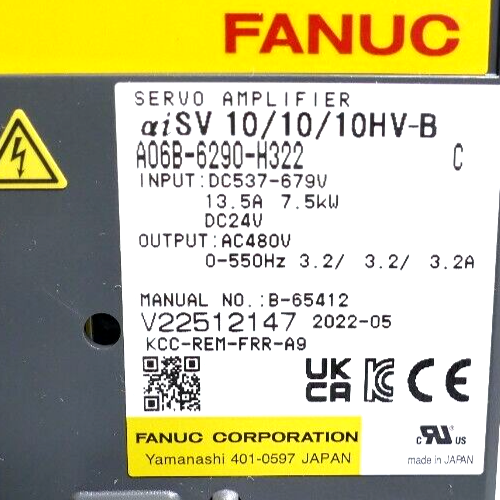 FANUC
SERVO AMPLIFIER
αiSV 10/10/10HV-B
A06B-6290-H322 C
INPUT:DC537-679V
13.5A 7.5kW
DC24V
OUTPUT:AC480V
0-550Hz 3.2/ 3.2/ 3.2A
MANUAL NO.:B-65412
V22512147 2022-05
KCC-REM-FRR-A9
UK
CA
CE
FANUC CORPORATION
c RU US
Yamanashi 401-0597 JAPAN
made in JAPAN